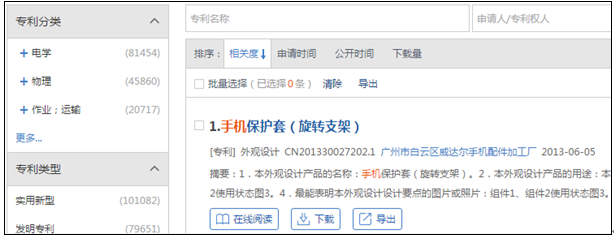 专利分类
+ 电学 (81454)
+ 物理 (45860)
+ 作业；运输 (20717)
更多...
专利类型
实用新型 (101082)
发明专利 (79651)
专利名称
申请人/专利权人
排序： 相关度↓ 申请时间 公开时间 下载量
批量选择（已选择 0 条） 清除 导出
1.手机保护套（旋转支架）
[专利] 外观设计 CN201330027202.1 广州市白云区威达尔手机配件加工厂 2013-06-05
摘要：1．本外观设计产品的名称：手机保护套（旋转支架）。2．本外观设计产品的用途：本
2使用状态图3。4．最能表明本外观设计设计要点的图片或照片：组件1、组件2使用状态图3。
在线阅读 下载 导出